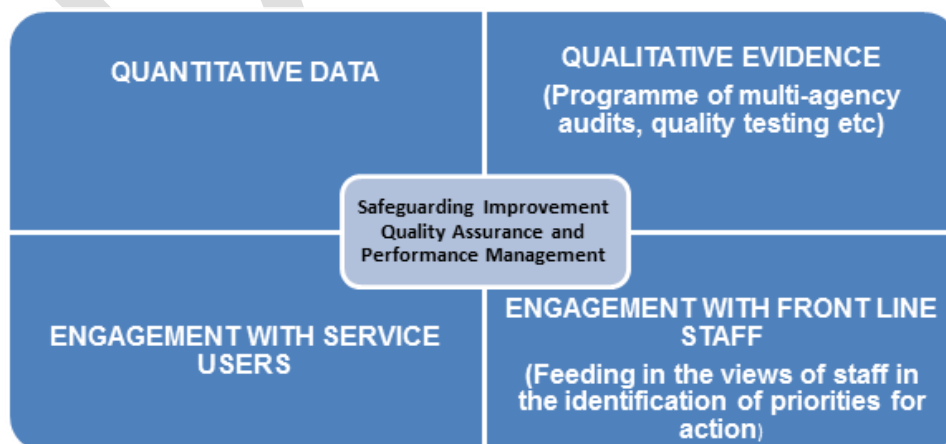 QUANTITATIVE DATA
QUALITATIVE EVIDENCE
(Programme of multi-agency
audits, quality testing etc)
Safeguarding Improvement
Quality Assurance and
Performance Management
ENGAGEMENT WITH SERVICE
USERS
ENGAGEMENT WITH FRONT LINE
STAFF
(Feeding in the views of staff in
the identification of priorities for
action)